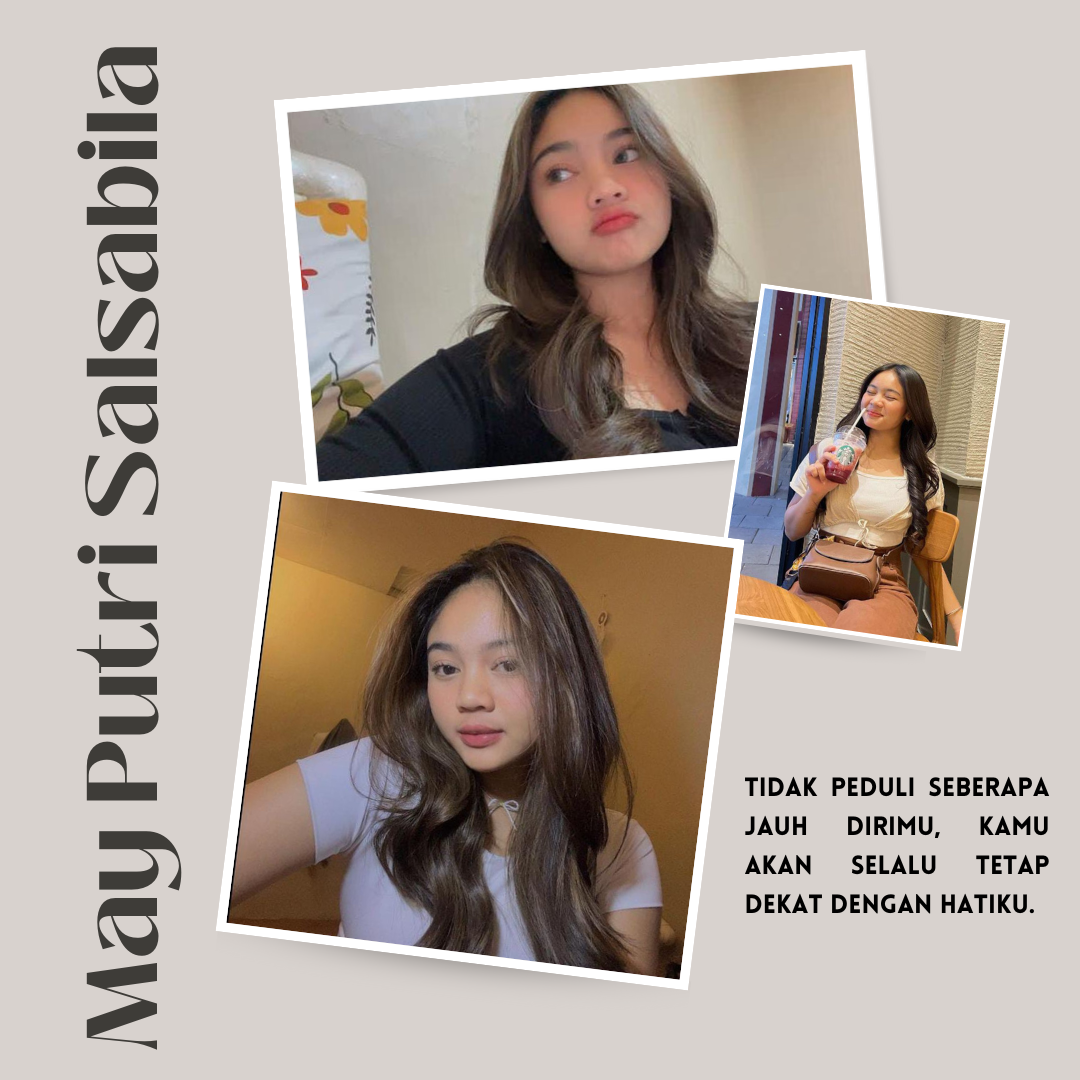 May Putri Salsabila
TIDAK PEDULI SEBERAPA
JAUH DIRIMU, KAMU
AKAN SELALU TETAP
DEKAT DENGAN HATIKU.